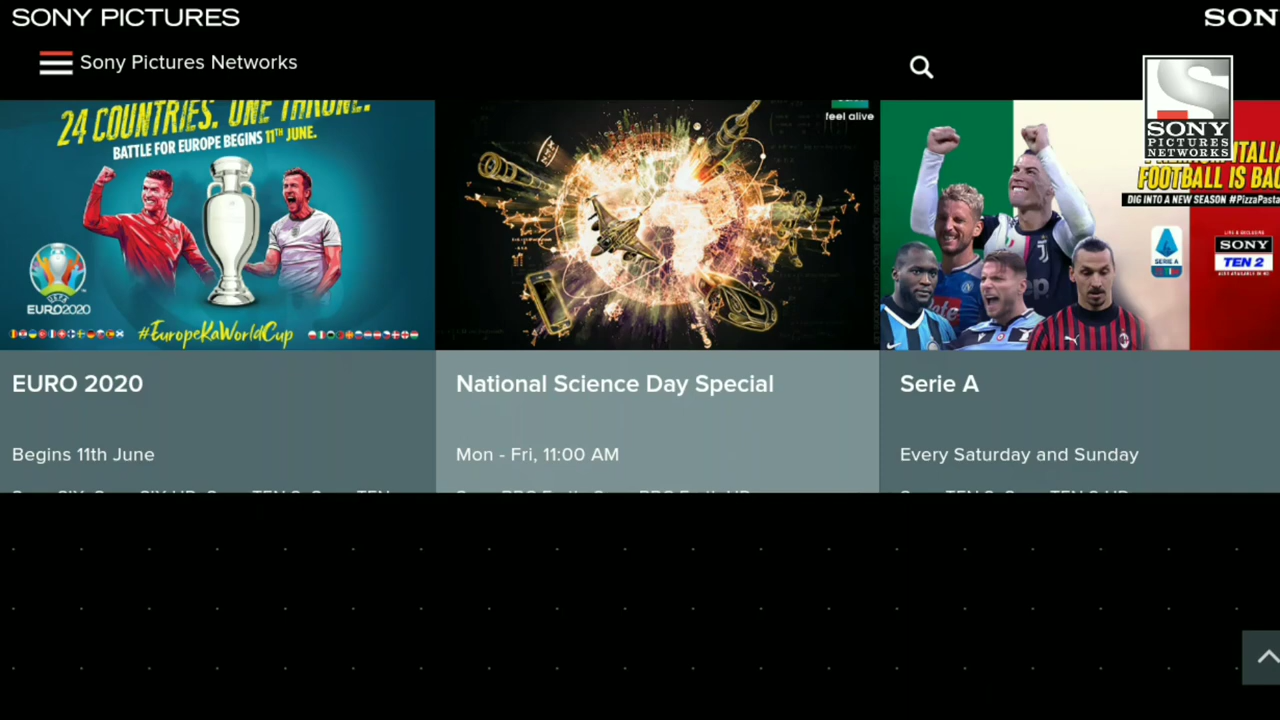 SONY PICTURES
SON
Sony Pictures Networks
SONY
PICTURES
NETWORKS
24 COUNTRIES. ONE THRONE.
BATTLE FOR EUROPE BEGINS 11TH JUNE.
UEFA
EURO2020
#EuropeKaWorldCup
feel alive
FOOTBALL IS BAC
DIG INTO A NEW SEASON #PizzaPasta
SERIE A
SONY
TEN 2
EURO 2020
Begins 11th June
National Science Day Special
Mon - Fri, 11:00 AM
Serie A
Every Saturday and Sunday